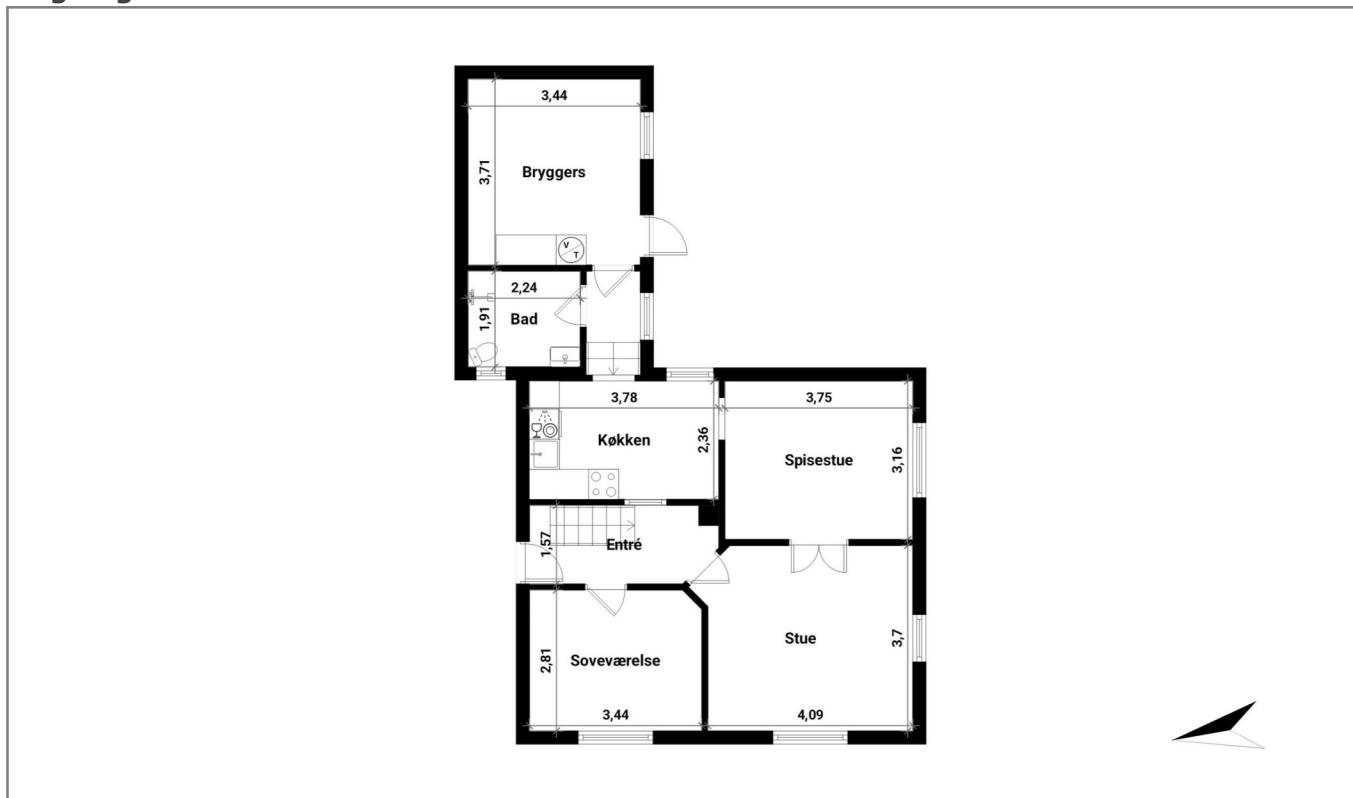 3,44
3,71
Bryggers
V
T
2,24
1,91
Bad
3,78
3,75
Køkken
2,36
Spisestue
3,16
1,57
Entré
Stue
3,7
2,81
Soveværelse
3,44
4,09